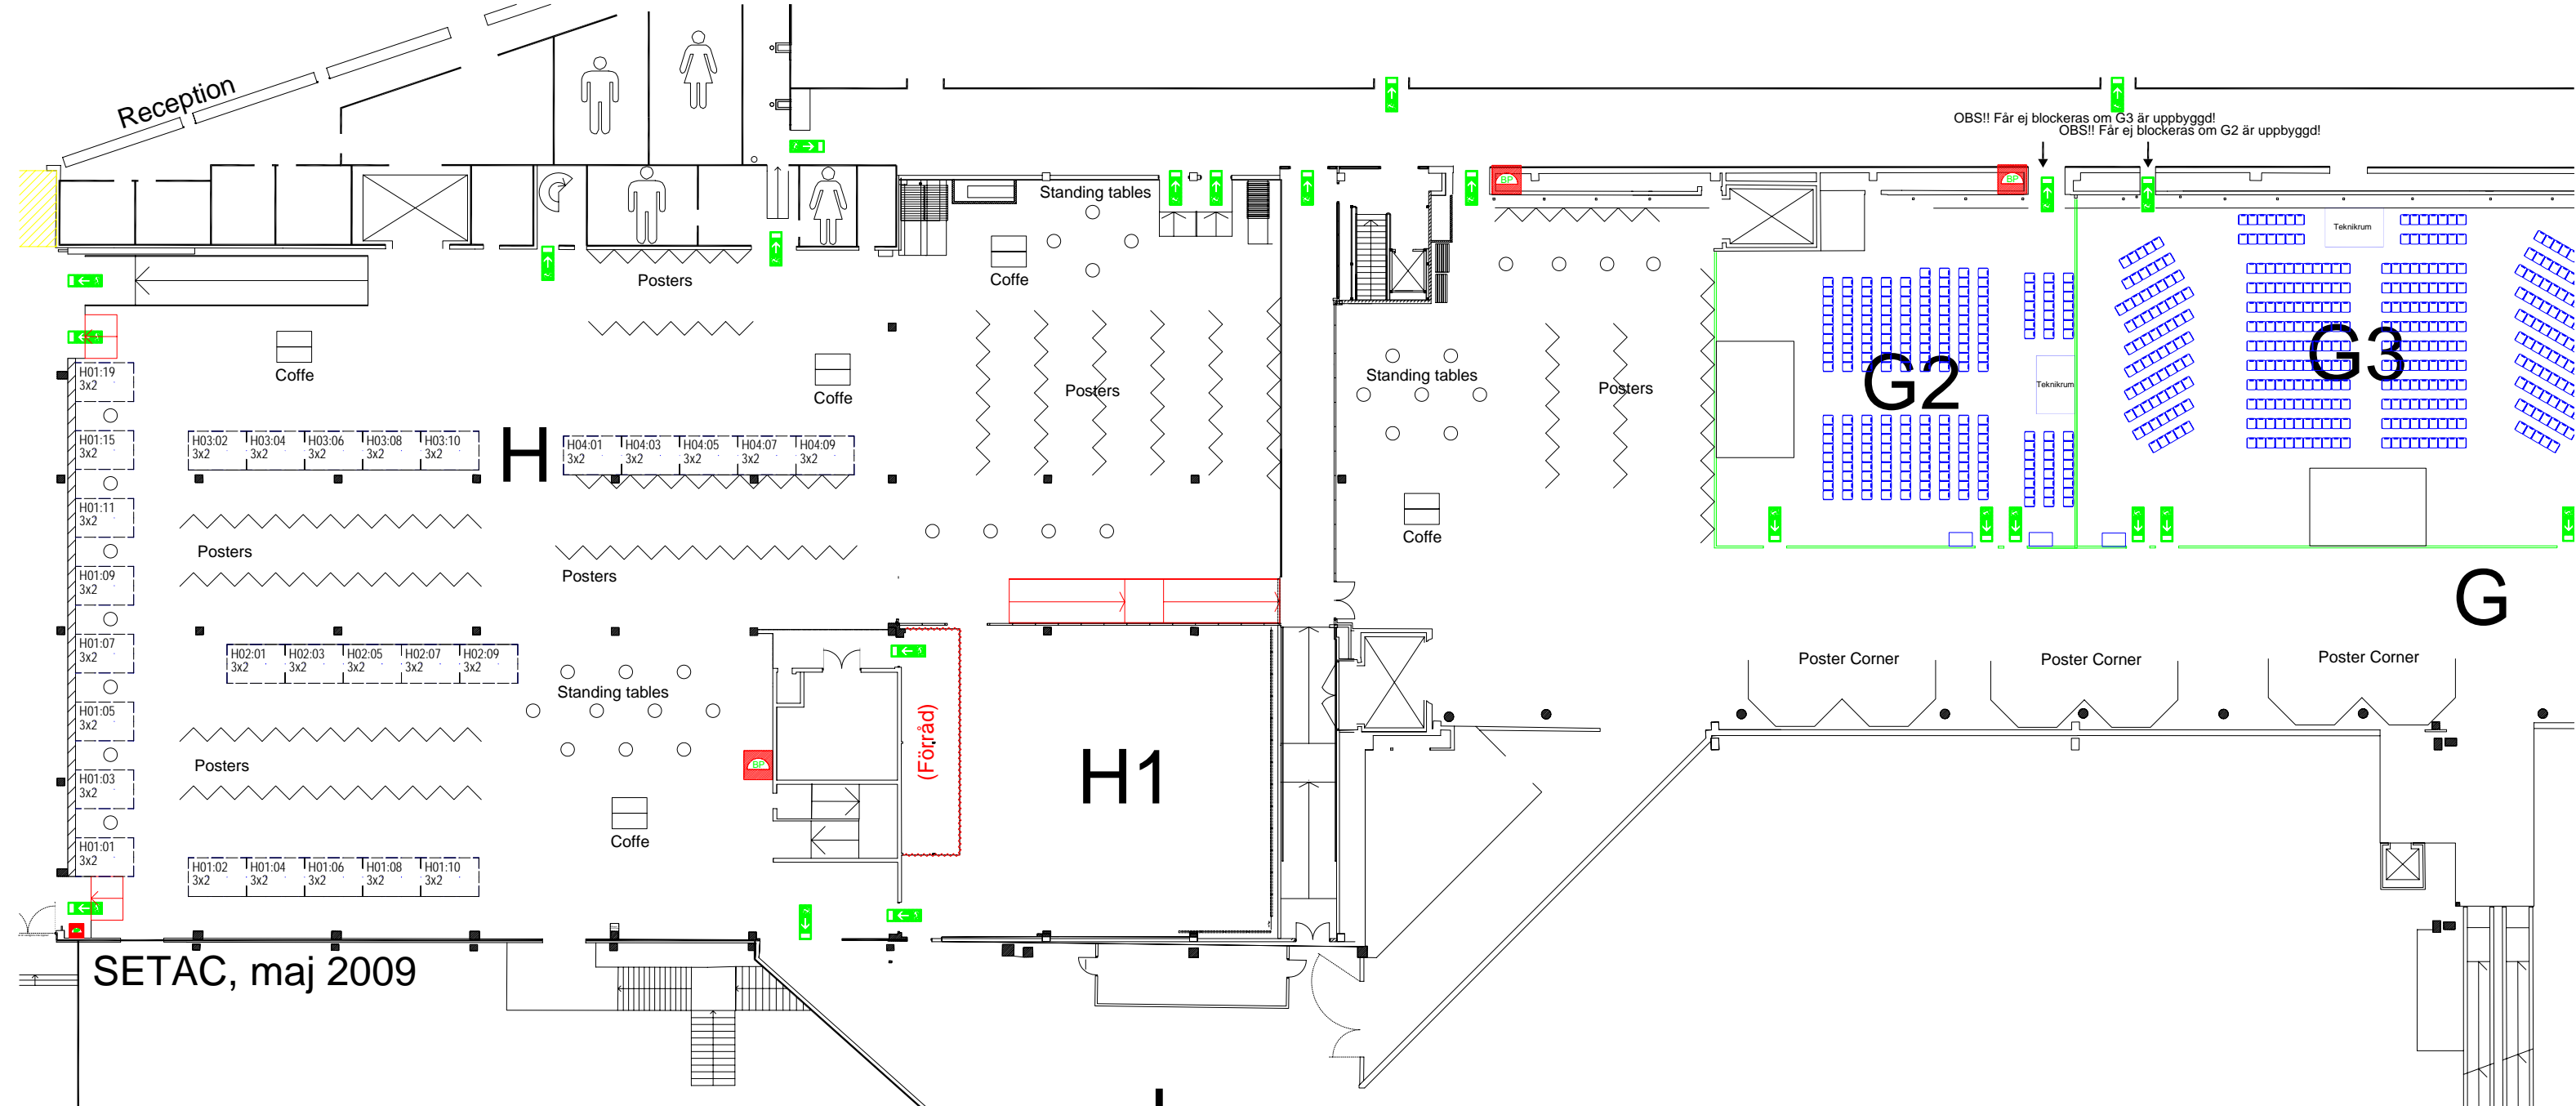 Reception
OBS!! Får ej blockeras om G3 är uppbyggd!
OBS!! Får ej blockeras om G2 är uppbyggd!
BP
BP
Standing tables
Teknikrum
Posters
Coffe
Coffe
Coffe
Posters
Standing tables
Posters
Teknikrum
G2
G3
H01:19
3x2
H01:15
3x2
H03:02
3x2
H03:04
3x2
H03:06
3x2
H03:08
3x2
H03:10
3x2
H
H04:01
3x2
H04:03
3x2
H04:05
3x2
H04:07
3x2
H04:09
3x2
H01:11
3x2
Coffe
Posters
Posters
H01:09
3x2
G
H01:07
3x2
H02:01
3x2
H02:03
3x2
H02:05
3x2
H02:07
3x2
H02:09
3x2
Poster Corner
Poster Corner
Poster Corner
Standing tables
H01:05
3x2
(Förråd)
Posters
BP
H1
H01:03
3x2
Coffe
H01:01
3x2
H01:02
3x2
H01:04
3x2
H01:06
3x2
H01:08
3x2
H01:10
3x2
SETAC, maj 2009